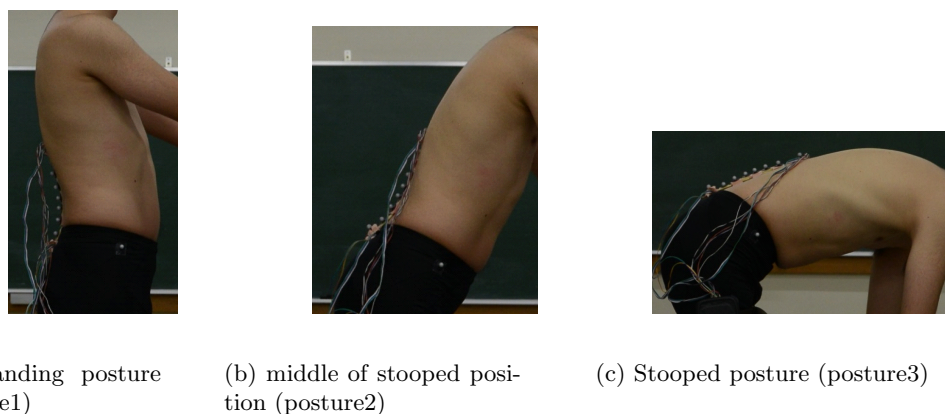 anding posture
e1)
(b) middle of stooped posi-
tion (posture2)
(c) Stooped posture (posture3)